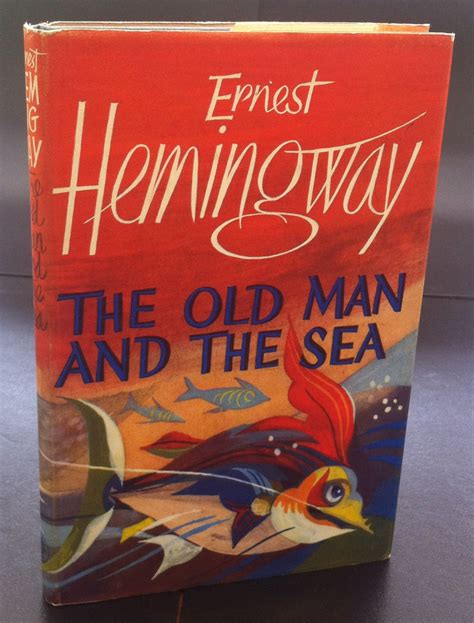 Ernest
Hemingway
THE OLD MAN
AND THE SEA